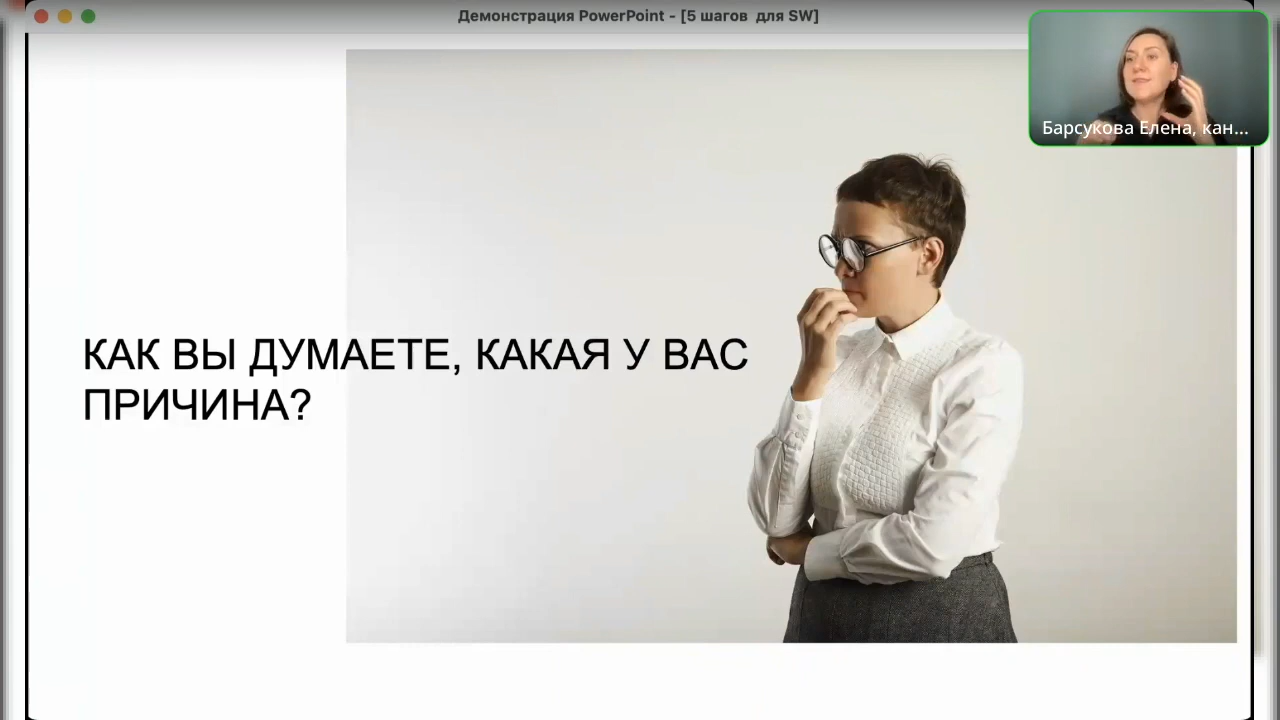 Демонстрация PowerPoint - [5 шагов  для SW]
Барсукова Елена, кан...
КАК ВЫ ДУМАЕТЕ, КАКАЯ У ВАС
ПРИЧИНА?